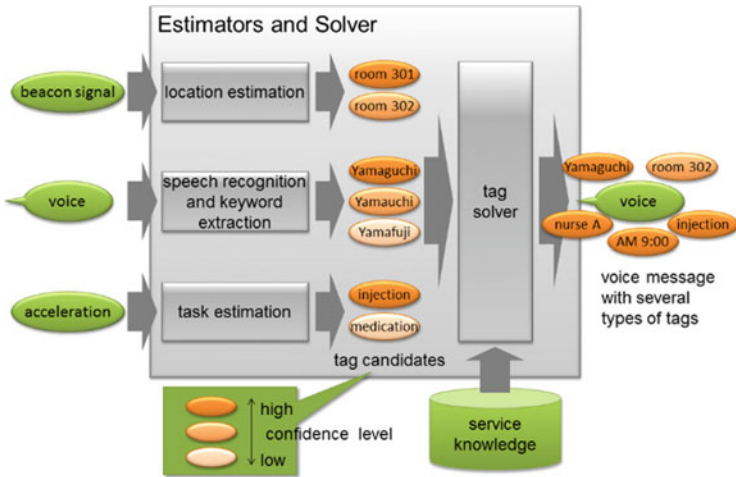 Estimators and Solver
beacon signal
location estimation
room 301
room 302
voice
speech recognition
and keyword
extraction
Yamaguchi
Yamauchi
Yamafuji
acceleration
task estimation
injection
medication
tag candidates
tag
solver
Yamaguchi
room 302
voice
nurse A
injection
AM 9:00
voice message
with several
types of tags
high
confidence level
low
service
knowledge